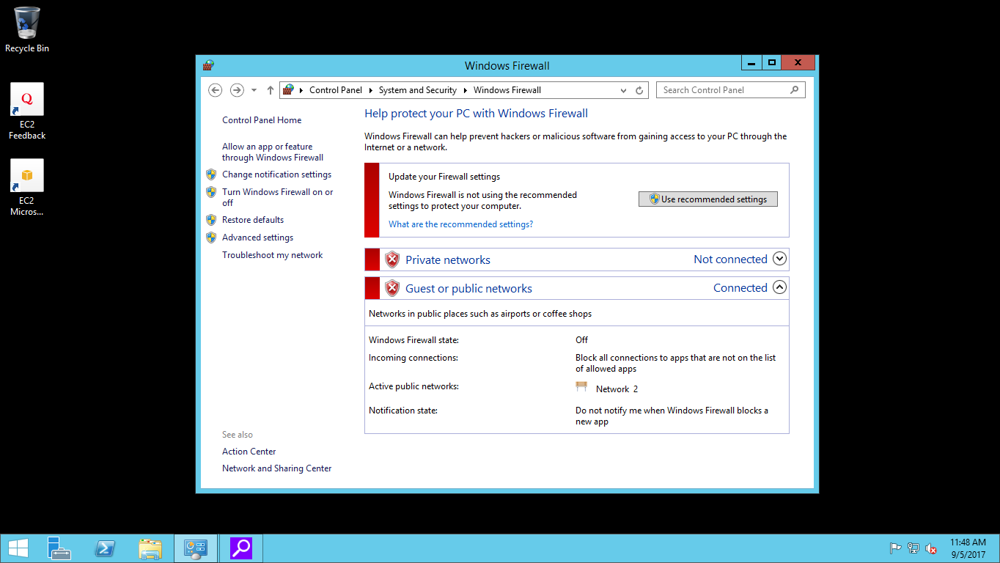 Recycle Bin
Q
EC2
Feedback
EC2
Micros...
Windows Firewall
Control Panel
System and Security
Windows Firewall
Search Control Panel
Control Panel Home
Allow an app or feature
through Windows Firewall
Change notification settings
Turn Windows Firewall on or
off
Restore defaults
Advanced settings
Troubleshoot my network
See also
Action Center
Network and Sharing Center
Help protect your PC with Windows Firewall
Windows Firewall can help prevent hackers or malicious software from gaining access to your PC through the
Internet or a network.
Update your Firewall settings
Windows Firewall is not using the recommended
settings to protect your computer.
Use recommended settings
What are the recommended settings?
Private networks Not connected
Guest or public networks Connected
Networks in public places such as airports or coffee shops
Windows Firewall state: Off
Incoming connections: Block all connections to apps that are not on the list
of allowed apps
Active public networks: Network 2
Notification state: Do not notify me when Windows Firewall blocks a
new app
11:48 AM
9/5/2017